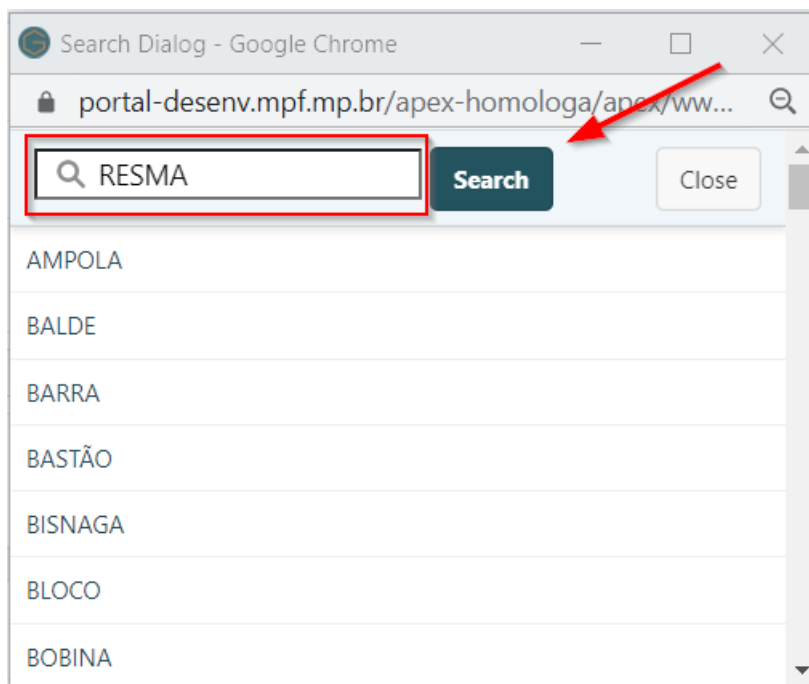 Search Dialog - Google Chrome
portal-desenv.mpf.mp.br/apex-homologa/apex/ww...
RESMA
Search
Close
AMPOLA
BALDE
BARRA
BASTÃO
BISNAGA
BLOCO
BOBINA